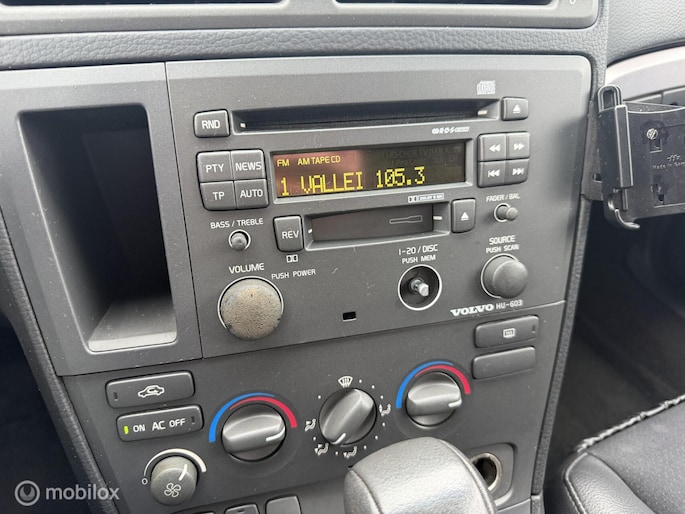 RND
PTY NEWS
TP AUTO
FM AM TAPE CD
1 VALLEI 105.3
FADER / BAL
BASS / TREBLE
REV
VOLUME
PUSH POWER
1-20 / DISC
PUSH MEM
SOURCE
PUSH SCAN
VOLVO HU-603
ON AC OFF
mobilox